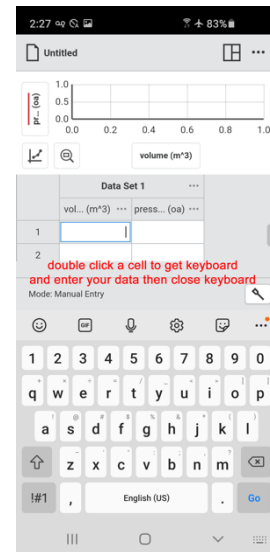 2:27 83%
Untitled
pr... (oa)
1.0
0.5
0.0
0.0 0.2 0.4 0.6 0.8 1.0
volume (m^3)
Data Set 1 ...
vol... (m^3) ... press... (oa) ...
1
2
double click a cell to get keyboard
and enter your data then close keyboard
Mode: Manual Entry
GIF
1 2 3 4 5 6 7 8 9 0
q w e r t y u i o p
a s d f g h j k l
z x c v b n m
!#1 , English (US) . Go